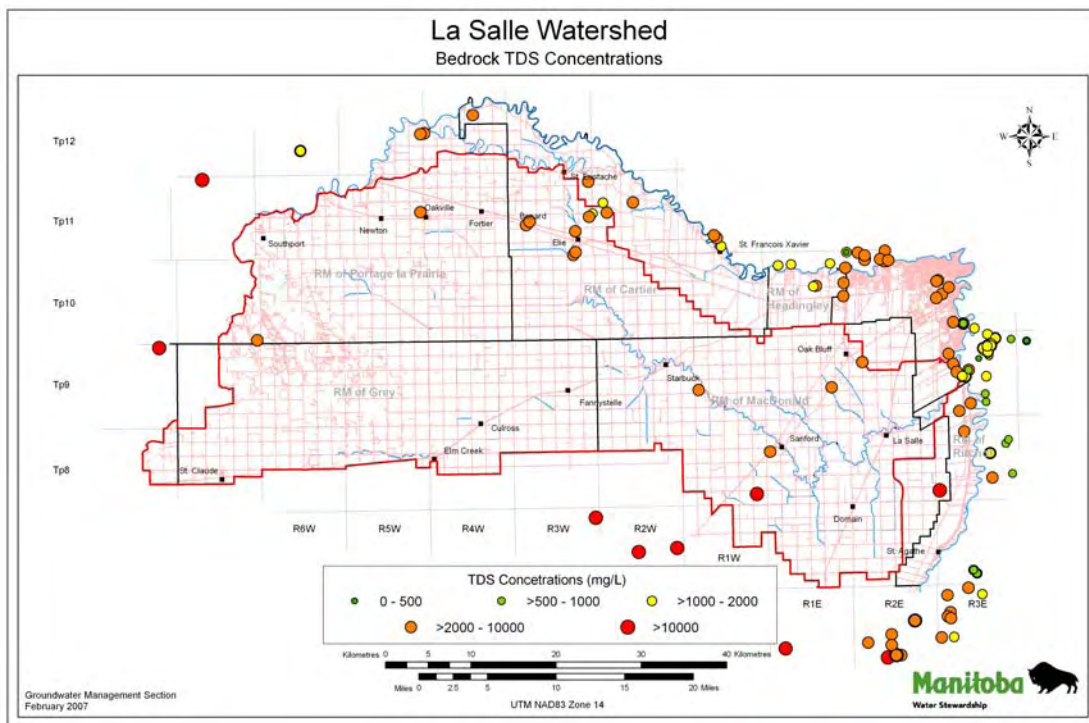 La Salle Watershed
Bedrock TDS Concentrations
N
W E
S
Tp12
St. Eustache
Tp11
Oakville
Newton
Fortier
Benard
Elie
Southport
St. Francois Xavier
RM of Portage la Prairie
RM of Cartier
RM of Headingley
Tp10
Oak Bluff
Tp9
Starbuck
RM of Grey
Fannystelle
RM of MacDonald
Culross
Sanford
La Salle
RM of Ritchot
Elm Creek
Tp8
St. Claude
Domain
R6W R5W R4W R3W R2W
R1W
St. Agathe
R1E R2E R3E
TDS Concetrations (mg/L)
0 - 500 >500 - 1000 >1000 - 2000
>2000 - 10000 >10000
Kilometres 0 5 10 20 30 40 Kilometres
Miles 0 2.5 5 10 15 20 Miles
UTM NAD83 Zone 14
Groundwater Management Section
February 2007
Manitoba
Water Stewardship